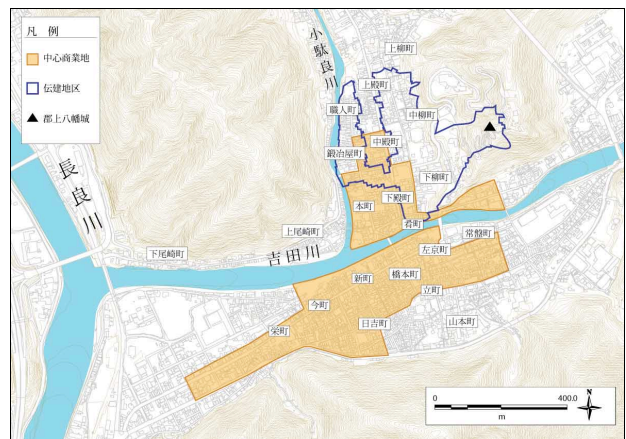 凡 例
中心商業地
伝建地区
郡上八幡城
小駄良川
上柳町
上殿町
職人町
中柳町
中殿町
鍛冶屋町
下柳町
下殿町
本町
肴町
上尾崎町
常盤町
左京町
長良川
下尾崎町
吉田川
新町
橋本町
立町
今町
日吉町
山本町
栄町
0 400.0
m
N